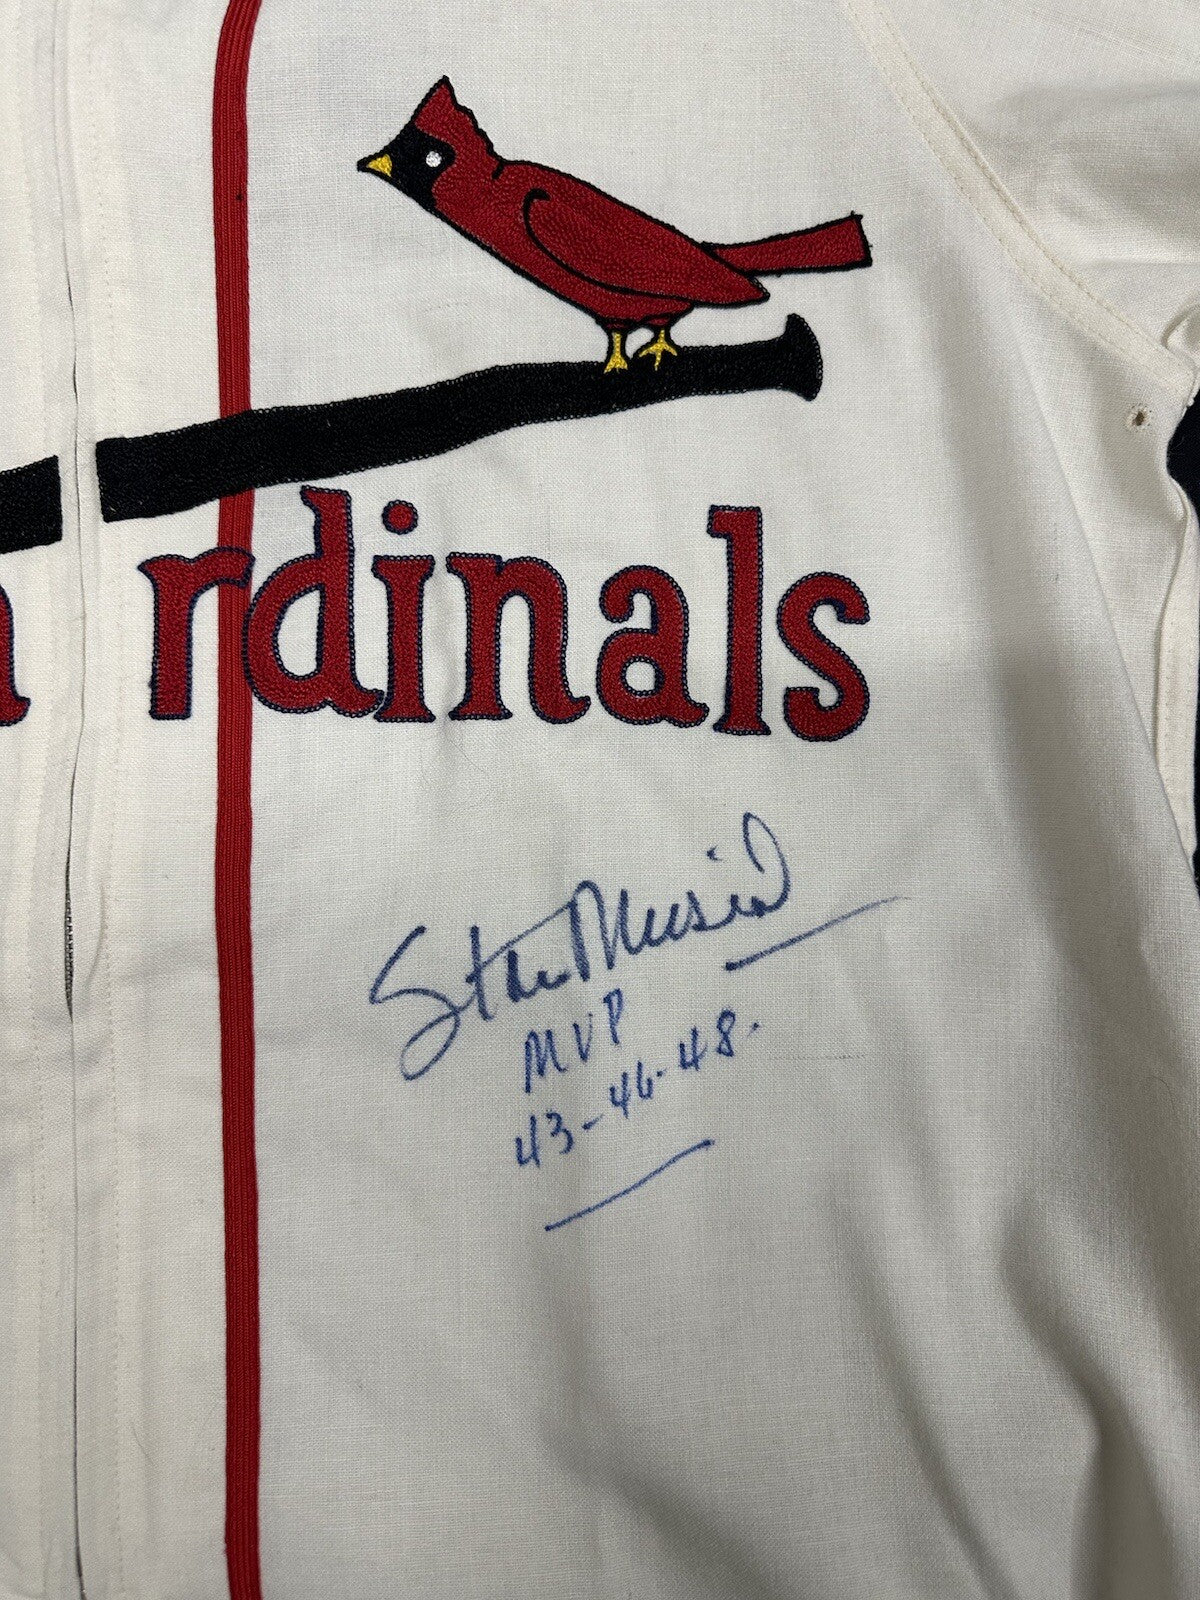 a rdinals
Stan Musial
MVP
43-46-48.